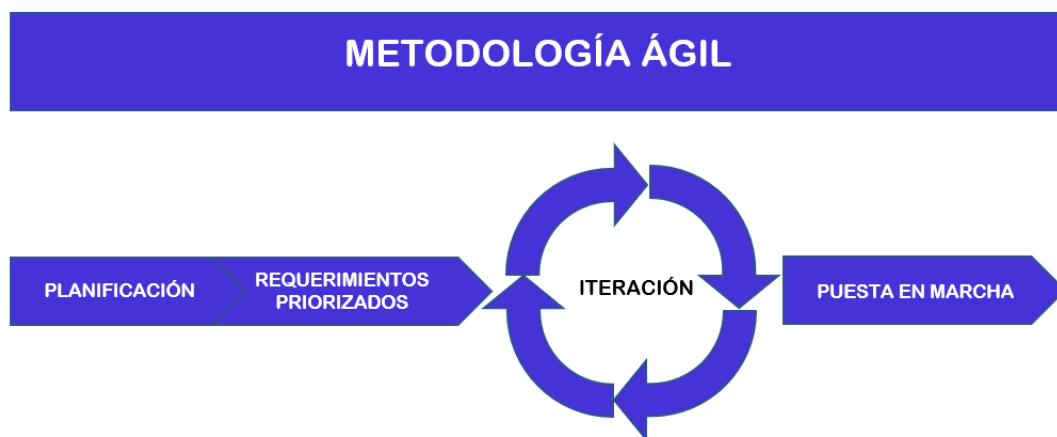 METODOLOGÍA ÁGIL
PLANIFICACIÓN
REQUERIMIENTOS
PRIORIZADOS
ITERACIÓN
PUESTA EN MARCHA